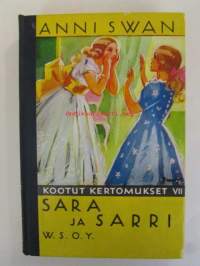 ANNI SWAN
KOOTUT KERTOMUKSET VII
SARA
JA SARRI
W. S. O. Y.